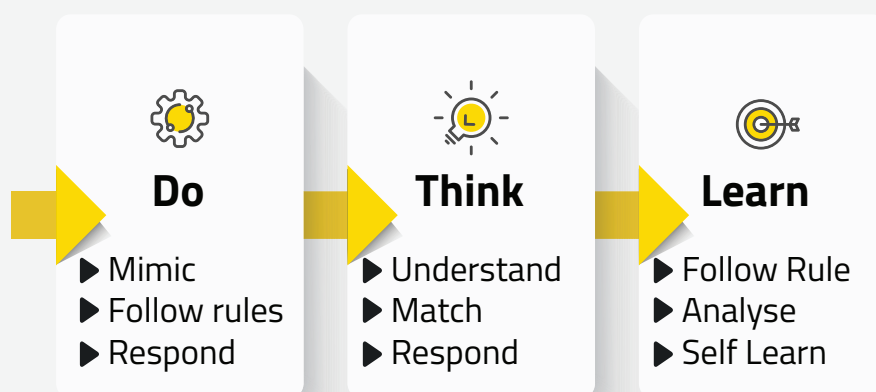 Do
Mimic
Follow rules
Respond
Think
Understand
Match
Respond
Learn
Follow Rule
Analyse
Self Learn